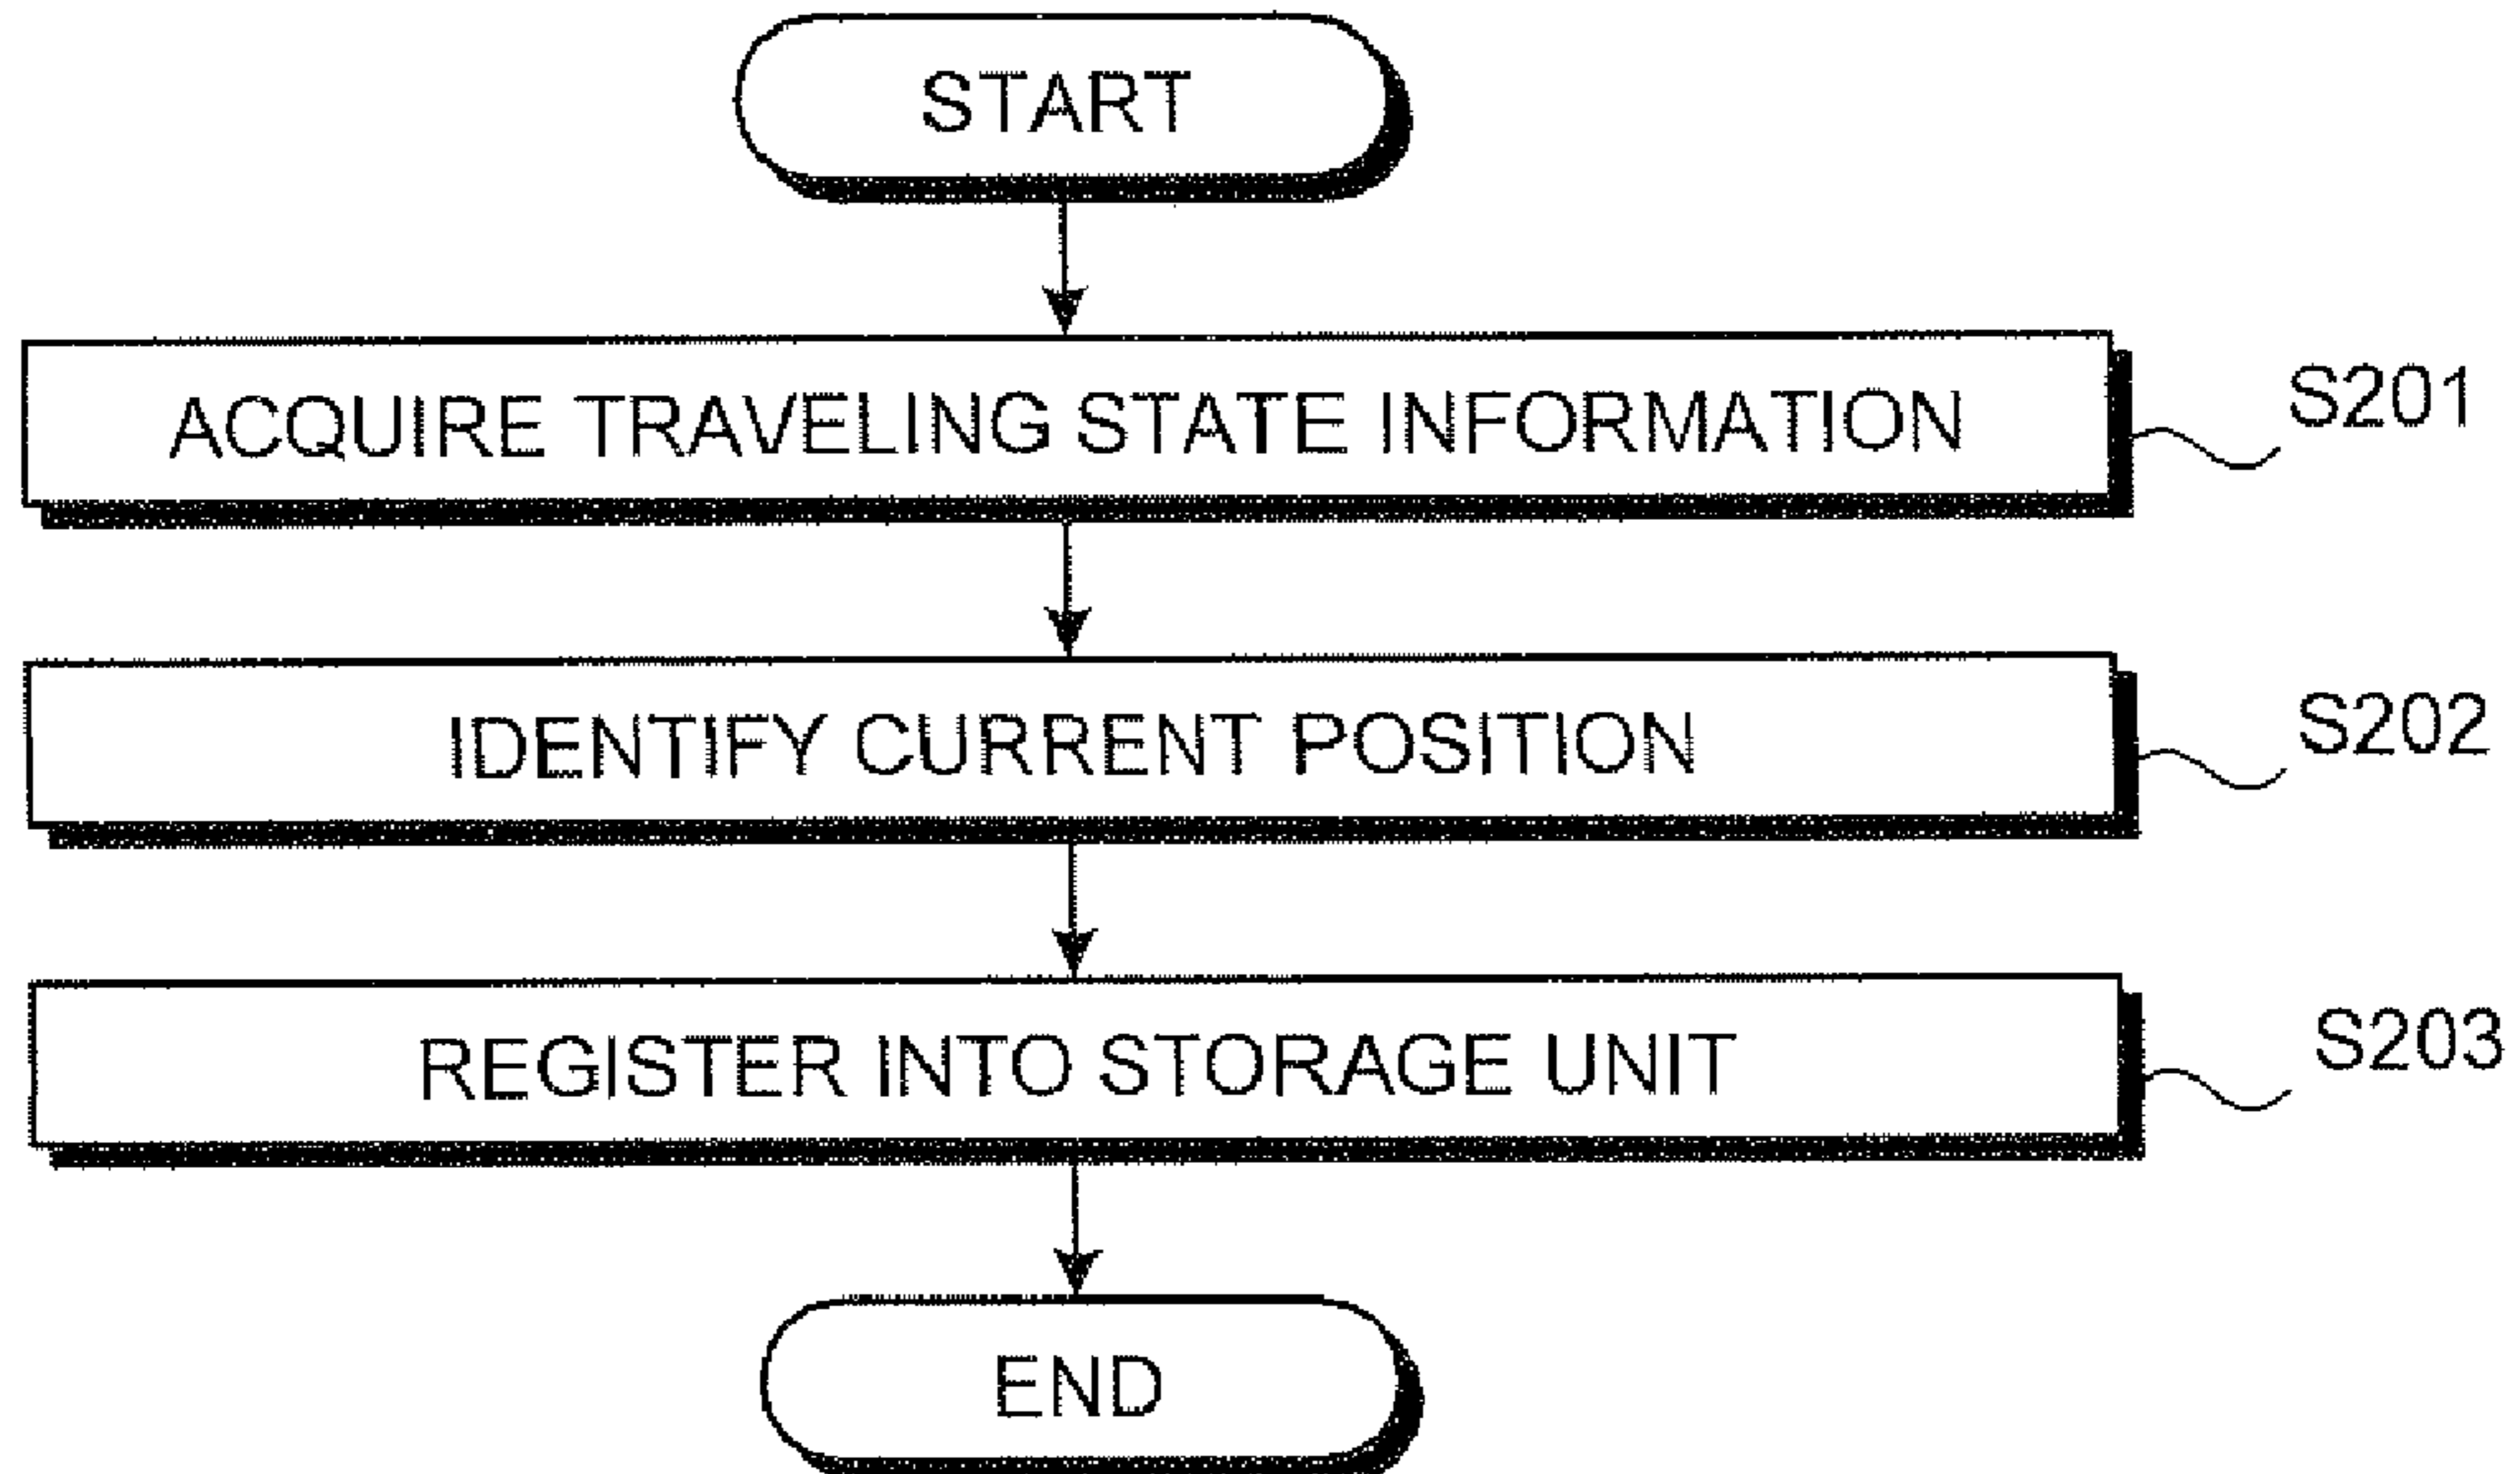 START
ACQUIRE TRAVELING STATE INFORMATION
S201
IDENTIFY CURRENT POSITION
S202
REGISTER INTO STORAGE UNIT
S203
END